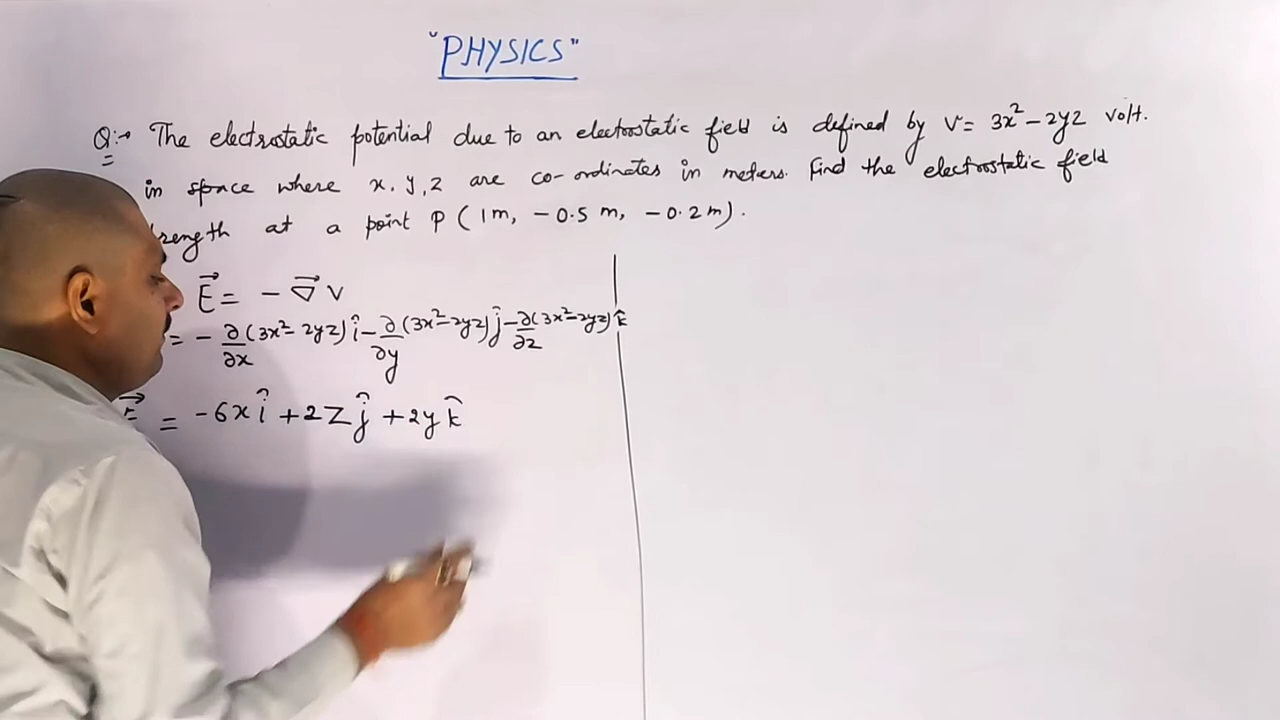 "PHYSICS"
Q:→ The electrostatic potential due to an electrostatic field is defined by V= 3x² - 2yz volt.
in space where x, y, z are co-ordinates in meters. Find the electrostatic field
rength at a point P (1m, -0.5 m, -0.2m).
E⃗ = - ∇⃗ V
= - ∂/∂x (3x² - 2yz) î - ∂/∂y (3x² - 2yz) ĵ - ∂/∂z (3x² - 2yz) k̂
E⃗ = -6x î + 2z ĵ + 2y k̂